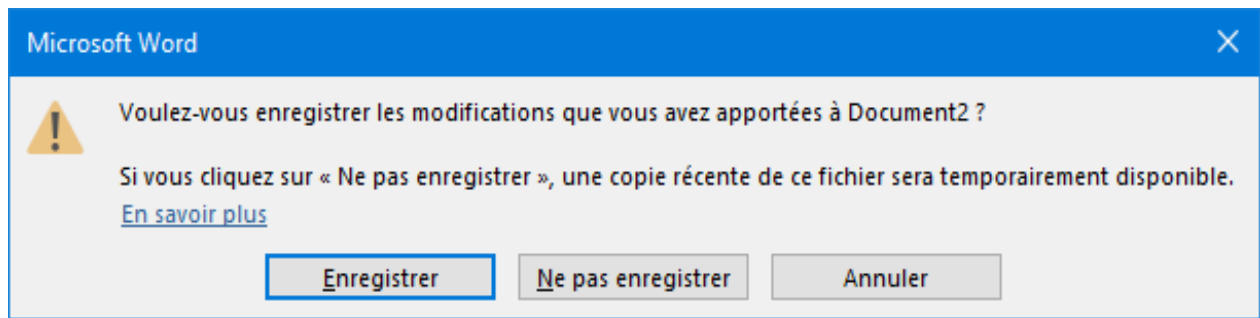 Microsoft Word
Voulez-vous enregistrer les modifications que vous avez apportées à Document2 ?
Si vous cliquez sur « Ne pas enregistrer », une copie récente de ce fichier sera temporairement disponible.
En savoir plus
Enregistrer Ne pas enregistrer Annuler